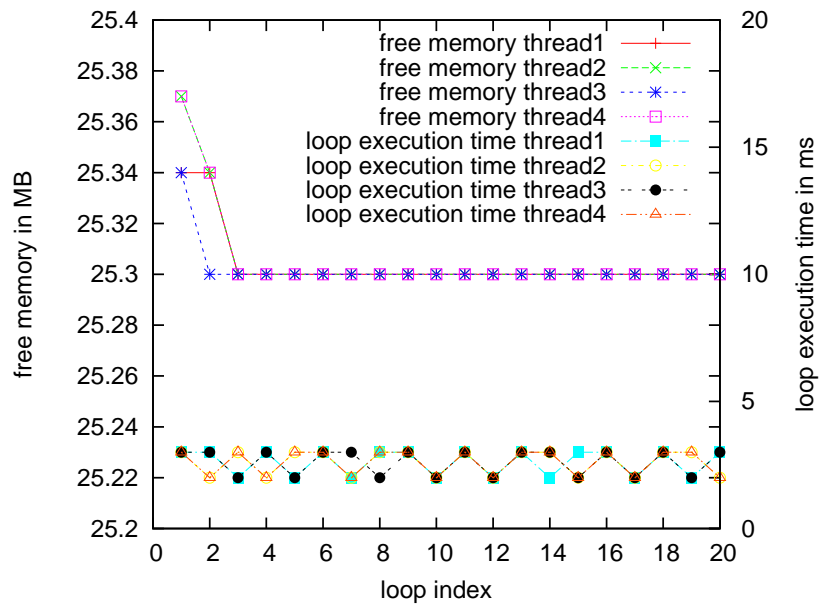 25.4
25.38
25.36
25.34
25.32
25.3
25.28
25.26
25.24
25.22
25.2
free memory in MB
free memory thread1
free memory thread2
free memory thread3
free memory thread4
loop execution time thread1
loop execution time thread2
loop execution time thread3
loop execution time thread4
20
15
10
5
0
loop execution time in ms
0 2 4 6 8 10 12 14 16 18 20
loop index